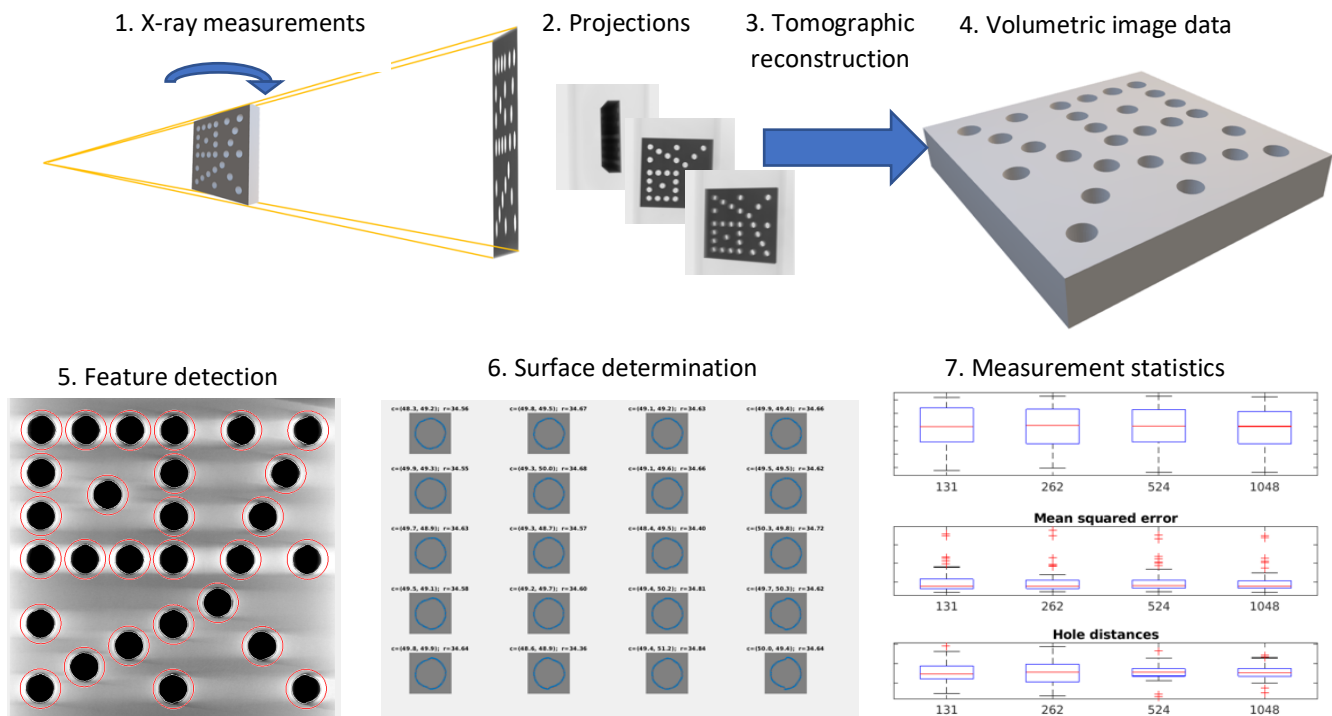 1. X-ray measurements
2. Projections
3. Tomographic
reconstruction
4. Volumetric image data
5. Feature detection
6. Surface determination
7. Measurement statistics
c=(48.3, 49.2); r=34.56
c=(49.8, 49.5); r=34.67
c=(49.1, 49.2); r=34.63
c=(49.9, 49.4); r=34.66
c=(49.9, 49.3); r=34.55
c=(49.3, 50.0); r=34.68
c=(49.1, 49.6); r=34.66
c=(49.5, 49.5); r=34.62
c=(49.7, 48.9); r=34.63
c=(49.3, 48.7); r=34.57
c=(48.4, 49.5); r=34.40
c=(50.3, 49.8); r=34.72
c=(49.5, 49.1); r=34.58
c=(49.2, 49.7); r=34.60
c=(49.4, 50.2); r=34.81
c=(49.7, 50.3); r=34.62
c=(49.8, 49.9); r=34.64
c=(48.6, 48.9); r=34.36
c=(49.4, 51.2); r=34.84
c=(50.0, 49.4); r=34.64
131 262 524 1048
Mean squared error
131 262 524 1048
Hole distances
131 262 524 1048